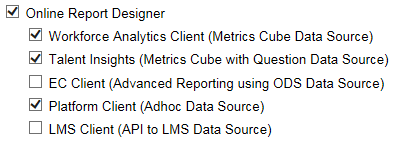 Online Report Designer
Workforce Analytics Client (Metrics Cube Data Source)
Talent Insights (Metrics Cube with Question Data Source)
EC Client (Advanced Reporting using ODS Data Source)
Platform Client (Adhoc Data Source)
LMS Client (API to LMS Data Source)